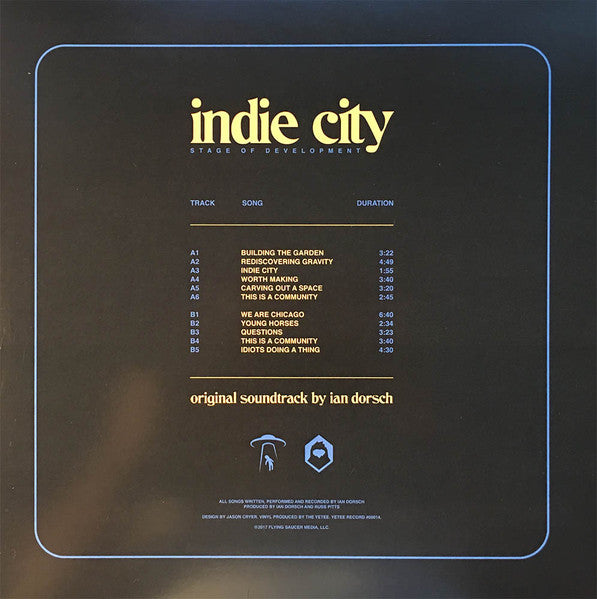 indie city
STAGE OF DEVELOPMENT
TRACK SONG DURATION
A1 BUILDING THE GARDEN 3:22
A2 REDISCOVERING GRAVITY 4:49
A3 INDIE CITY 1:55
A4 WORTH MAKING 3:40
A5 CARVING OUT A SPACE 3:20
A6 THIS IS A COMMUNITY 2:45
B1 WE ARE CHICAGO 6:40
B2 YOUNG HORSES 2:34
B3 QUESTIONS 3:23
B4 THIS IS A COMMUNITY 3:40
B5 IDIOTS DOING A THING 4:30
original soundtrack by ian dorsch
ALL SONGS WRITTEN, PERFORMED AND RECORDED BY IAN DORSCH
PRODUCED BY IAN DORSCH AND RUSS PITTS
DESIGN BY JASON CRYER. VINYL PRODUCED BY THE YETEE. YETEE RECORD #00014.
©2017 FLYING SAUCER MEDIA, LLC.